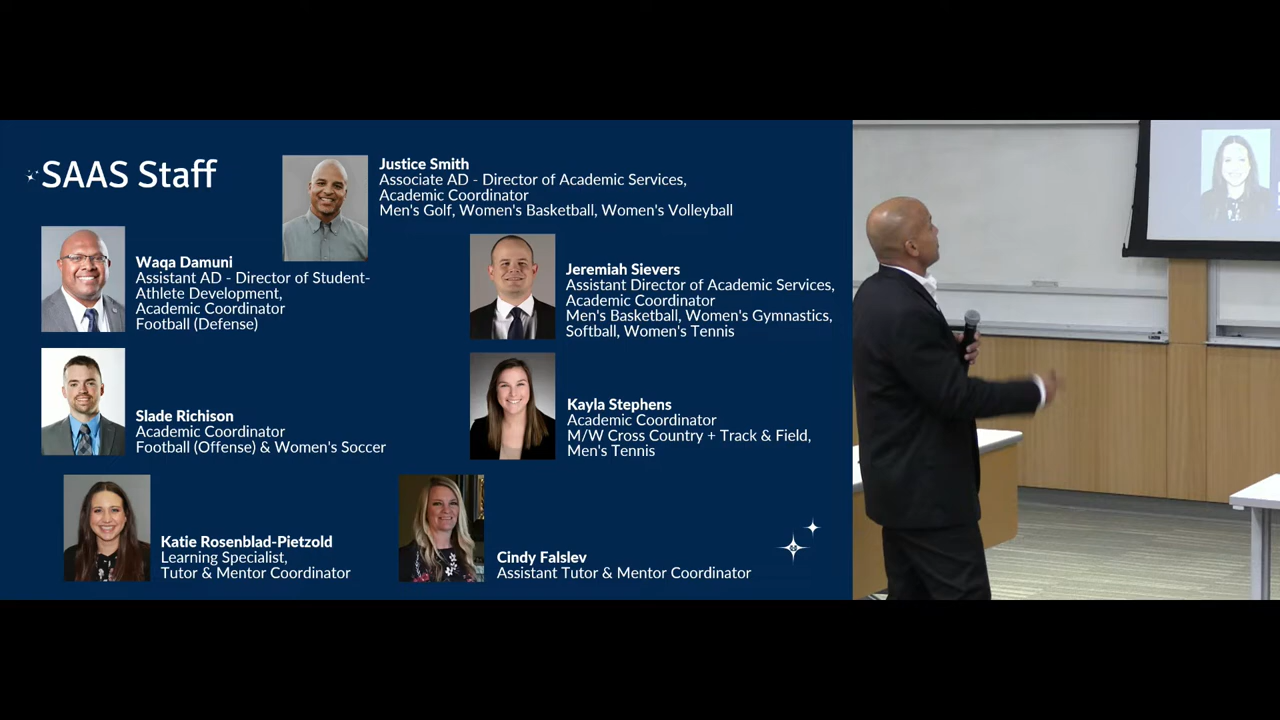 SAAS Staff
Justice Smith
Associate AD - Director of Academic Services,
Academic Coordinator
Men's Golf, Women's Basketball, Women's Volleyball
Waqa Damuni
Assistant AD - Director of Student-
Athlete Development,
Academic Coordinator
Football (Defense)
Jeremiah Sievers
Assistant Director of Academic Services,
Academic Coordinator
Men's Basketball, Women's Gymnastics,
Softball, Women's Tennis
Slade Richison
Academic Coordinator
Football (Offense) & Women's Soccer
Kayla Stephens
Academic Coordinator
M/W Cross Country + Track & Field,
Men's Tennis
Katie Rosenblad-Pietzold
Learning Specialist,
Tutor & Mentor Coordinator
Cindy Falslev
Assistant Tutor & Mentor Coordinator